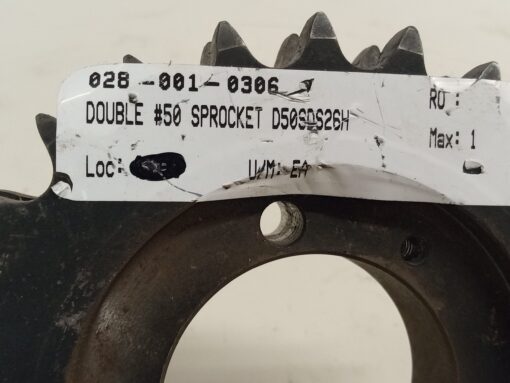 028-001-0306
DOUBLE #50 SPROCKET D50SDS26H
RO :
Max: 1
Loc:
U/M: EA